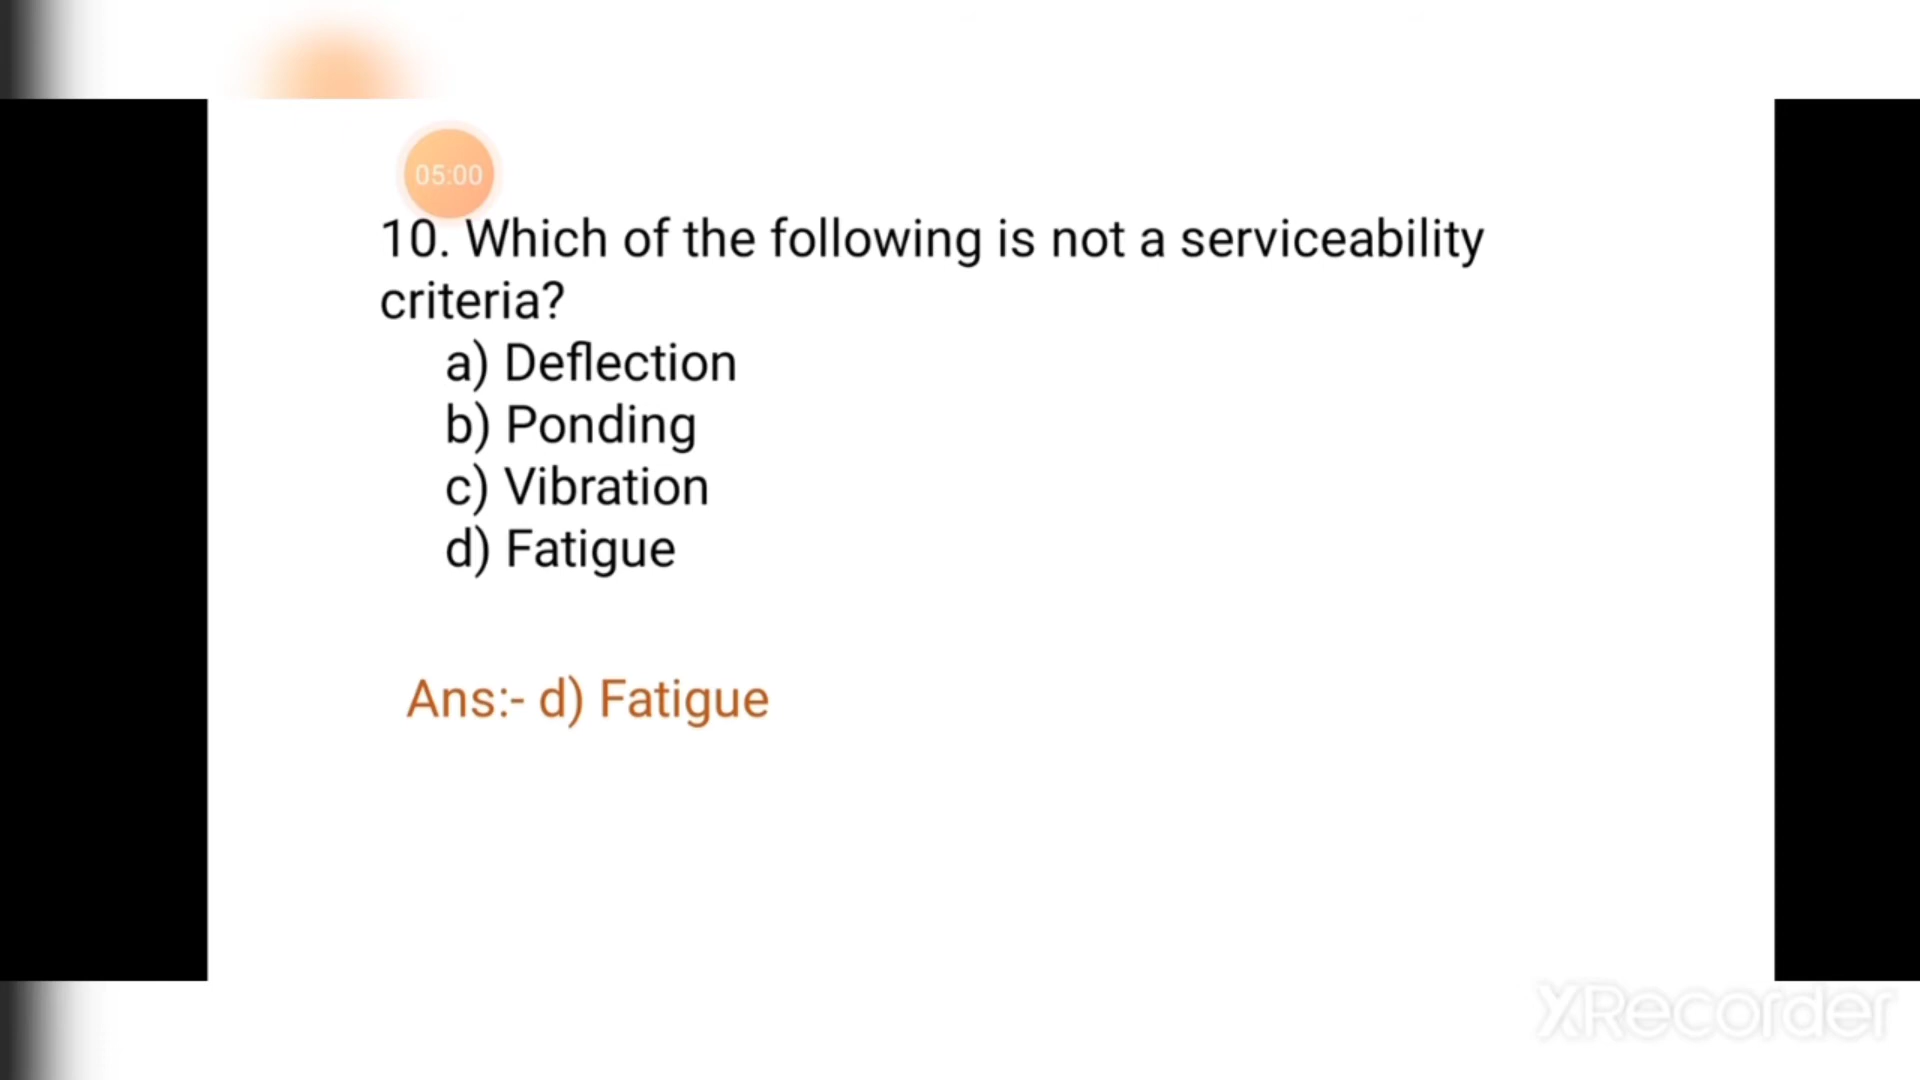 05:00
10. Which of the following is not a serviceability
criteria?
a) Deflection
b) Ponding
c) Vibration
d) Fatigue
Ans:- d) Fatigue
XRecorder